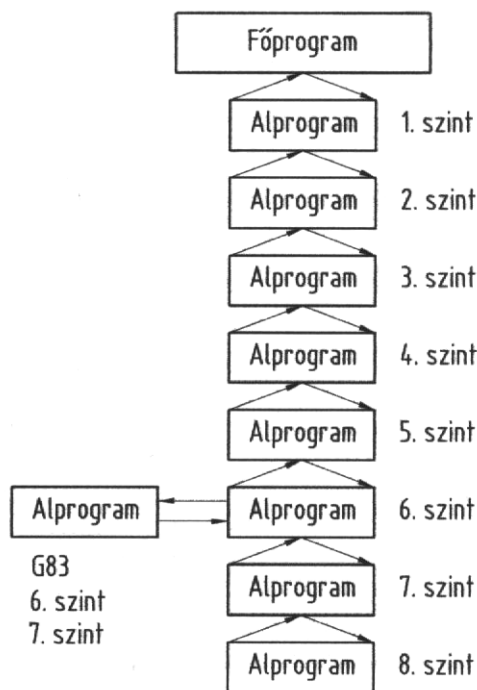 Főprogram
Alprogram 1. szint
Alprogram 2. szint
Alprogram 3. szint
Alprogram 4. szint
Alprogram 5. szint
Alprogram Alprogram 6. szint
G83
6. szint
7. szint
Alprogram 7. szint
Alprogram 8. szint